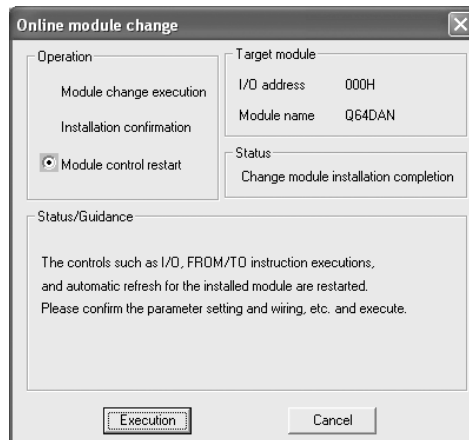 Online module change
Operation
Module change execution
Installation confirmation
Module control restart
Target module
I/O address 000H
Module name Q64DAN
Status
Change module installation completion
Status/Guidance
The controls such as I/O, FROM/TO instruction executions,
and automatic refresh for the installed module are restarted.
Please confirm the parameter setting and wiring, etc. and execute.
Execution Cancel